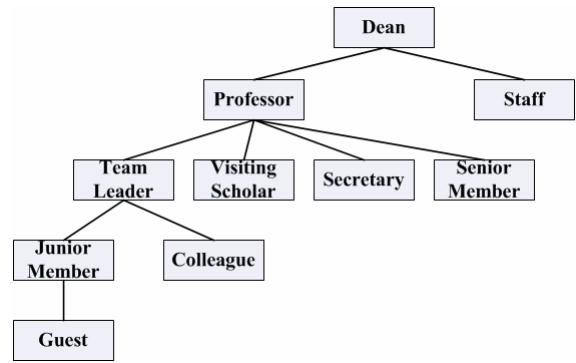 Dean
Professor
Staff
Team
Leader
Visiting
Scholar
Secretary
Senior
Member
Junior
Member
Colleague
Guest